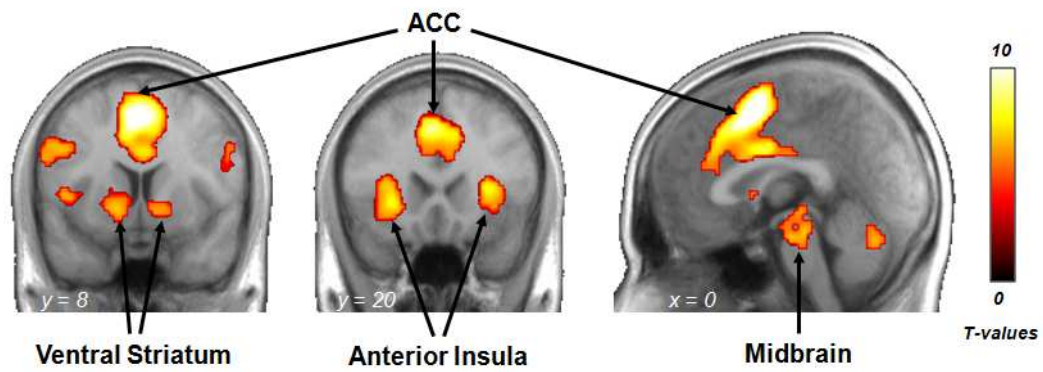 ACC
10
0
T-values
y = 8
y = 20
x = 0
Ventral Striatum
Anterior Insula
Midbrain